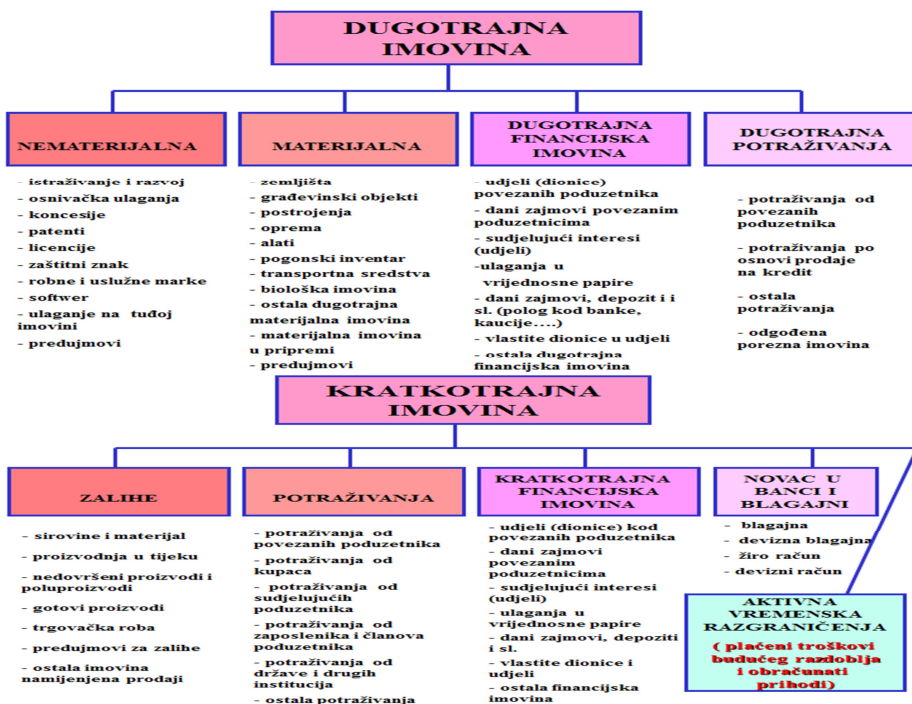 DUGOTRAJNA
IMOVINA
NEMATERIJALNA
- istraživanje i razvoj
- osnivačka ulaganja
- koncesije
- patenti
- licencije
- zaštitni znak
- robne i uslužne marke
- softwer
- ulaganje na tuđoj
imovini
- predujmovi
MATERIJALNA
- zemljišta
- građevinski objekti
- postrojenja
- oprema
- alati
- pogonski inventar
- transportna sredstva
- biološka imovina
- ostala dugotrajna
materijalna imovina
- materijalna imovina
u pripremi
- predujmovi
DUGOTRAJNA
FINANCIJSKA
IMOVINA
- udjeli (dionice)
povezanih poduzetnika
- dani zajmovi povezanim
poduzetnicima
- sudjelujući interesi
(udjeli)
-ulaganja u
vrijednosne papire
- dani zajmovi, depozit i i
sl. (polog kod banke,
kaucije....)
- vlastite dionice u udjeli
- ostala dugotrajna
financijska imovina
DUGOTRAJNA
POTRAŽIVANJA
- potraživanja od
povezanih
poduzetnika
- potraživanja po
osnovi prodaje
na kredit
- ostala
potraživanja
- odgođena
porezna imovina
KRATKOTRAJNA
IMOVINA
ZALIHE
- sirovine i materijal
- proizvodnja u tijeku
- nedovršeni proizvodi i
poluproizvodi
- gotovi proizvodi
- trgovačka roba
- predujmovi za zalihe
- ostala imovina
namijenjena prodaji
POTRAŽIVANJA
- potraživanja od
povezanih poduzetnika
- potraživanja od
kupaca
- potraživanja od
sudjelujućih
poduzetnika
- potraživanja od
zaposlenika i članova
poduzetnika
- potraživanja od
države i drugih
institucija
- ostala potraživanja
KRATKOTRAJNA
FINANCIJSKA
IMOVINA
- udjeli (dionice) kod
povezanih poduzetnika
- dani zajmovi
povezanim
poduzetnicima
- sudjelujući interesi
(udjeli)
- ulaganja u
vrijednosne papire
- dani zajmovi, depoziti
i sl.
- vlastite dionice i
udjeli
- ostala financijska
imovina
NOVAC U
BANCI I
BLAGAJNI
- blagajna
- devizna blagajna
- žiro račun
- devizni račun
AKTIVNA
VREMENSKA
RAZGRANIČENJA
( plaćeni troškovi
budućeg razdoblja
i obračunati
prihodi)